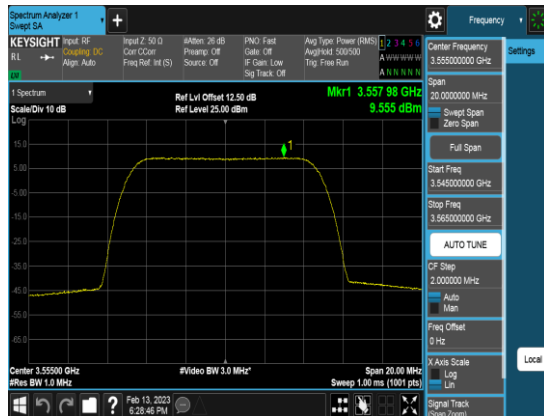 Spectrum Analyzer 1
Swept SA
+
Frequency
KEYSIGHT
RL
Input: RF
Coupling: DC
Align: Auto
Input Z: 50 Ω
Corr CCorr
Freq Ref: Int (S)
#Atten: 26 dB
Preamp: Off
Source: Off
PNO: Fast
Gate: Off
IF Gain: Low
Sig Track: Off
Avg Type: Power (RMS)
Avg|Hold: 500/500
Trig: Free Run
1 2 3 4 5 6
A W W W W W
A N N N N N
1 Spectrum
Scale/Div 10 dB
Log
Ref Lvl Offset 12.50 dB
Ref Level 25.00 dBm
Mkr1 3.557 98 GHz
9.555 dBm
15.0
5.00
-5.00
-15.0
-25.0
-35.0
-45.0
-55.0
-65.0
1
Center 3.55500 GHz
#Res BW 1.0 MHz
#Video BW 3.0 MHz*
Span 20.00 MHz
Sweep 1.00 ms (1001 pts)
Feb 13, 2023
6:28:46 PM
Center Frequency
3.555000000 GHz
Span
20.0000000 MHz
Swept Span
Zero Span
Full Span
Start Freq
3.545000000 GHz
Stop Freq
3.565000000 GHz
AUTO TUNE
CF Step
2.000000 MHz
Auto
Man
Freq Offset
0 Hz
X Axis Scale
Log
Lin
Signal Track
(Span Zoom)
Settings
Local